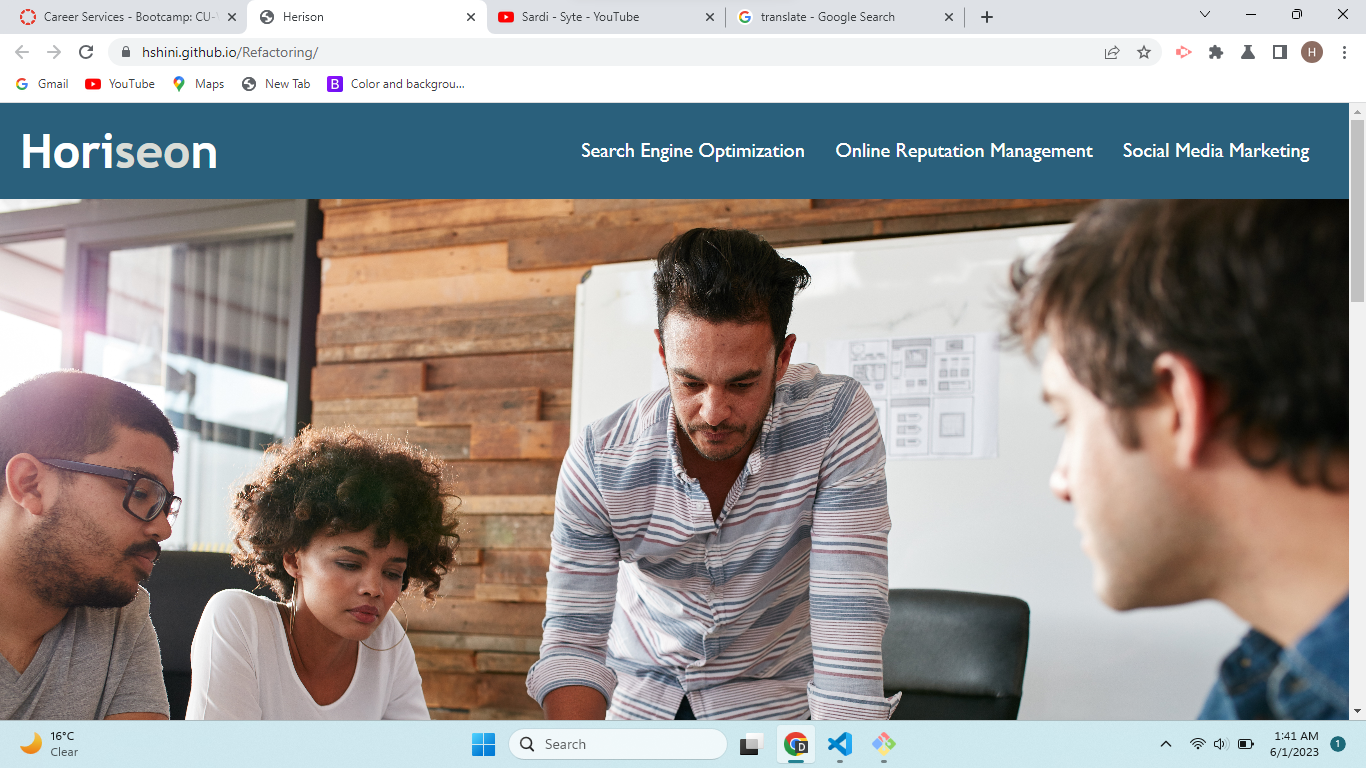 Career Services - Bootcamp: CU-
Herison
Sardi - Syte - YouTube
translate - Google Search
hshini.github.io/Refactoring/
H
Gmail
YouTube
Maps
New Tab
B
Color and backgrou...
Horiseon
Search Engine Optimization
Online Reputation Management
Social Media Marketing
16°C
Clear
Search
D
1:41 AM
6/1/2023
1